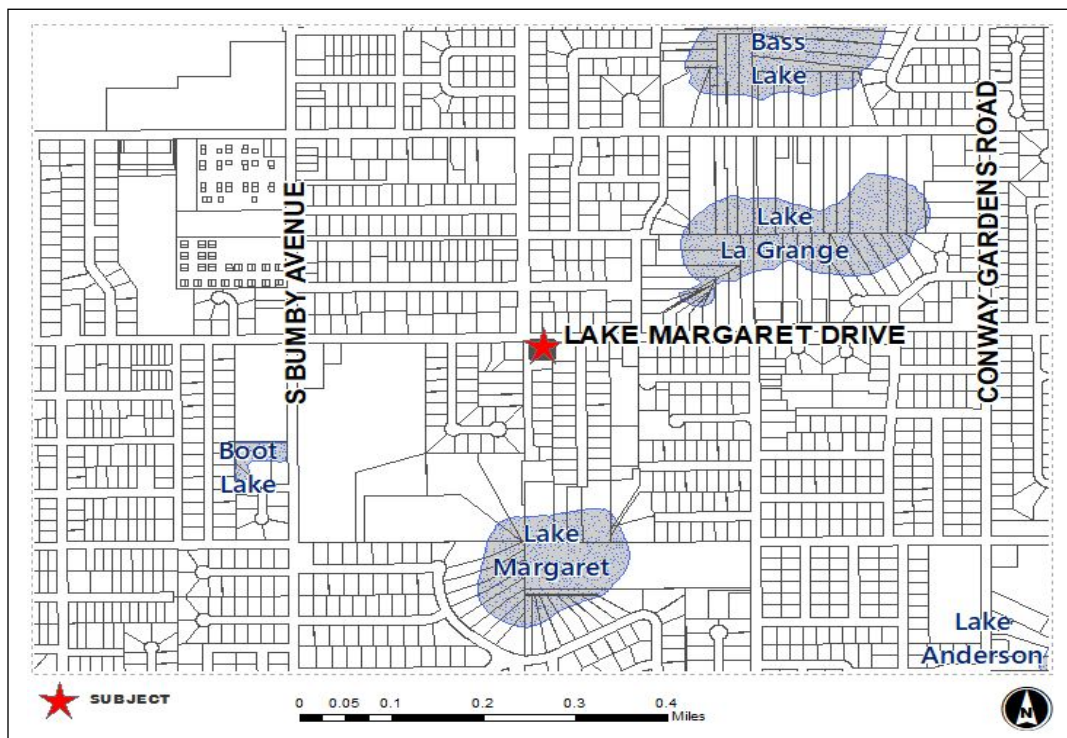 Bass
Lake
CONWAY GARDENS ROAD
S BUMBY AVENUE
Lake
La Grange
LAKE MARGARET DRIVE
Boot
Lake
Lake
Margaret
Lake
Anderson
SUBJECT
0 0.05 0.1 0.2 0.3 0.4
Miles
N